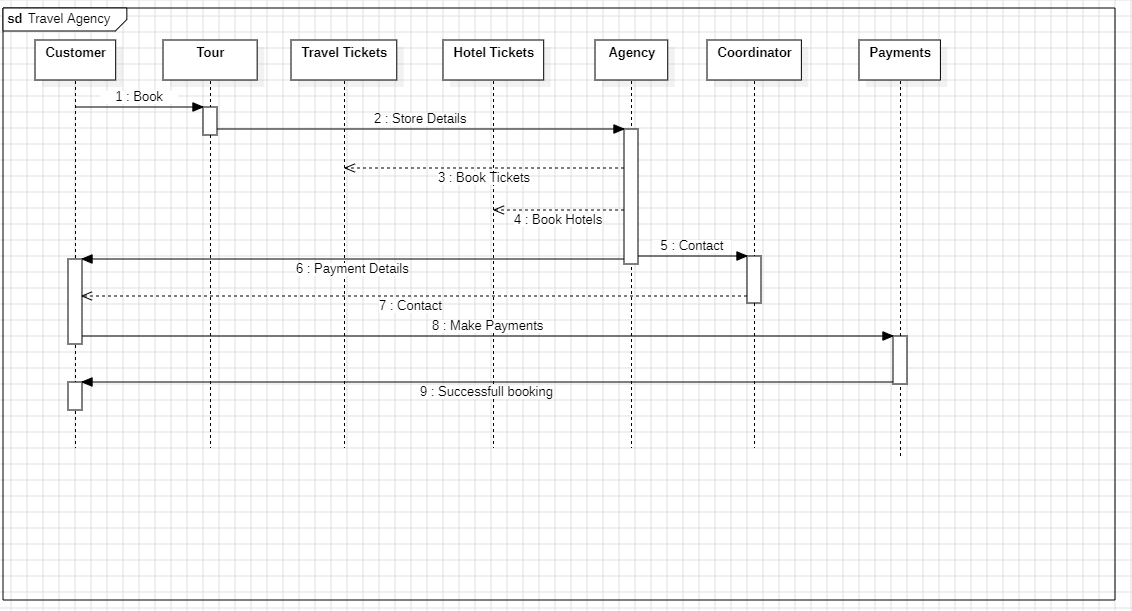 sd Travel Agency
Customer
Tour
Travel Tickets
Hotel Tickets
Agency
Coordinator
Payments
1 : Book
2 : Store Details
3 : Book Tickets
4 : Book Hotels
5 : Contact
6 : Payment Details
7 : Contact
8 : Make Payments
9 : Successfull booking